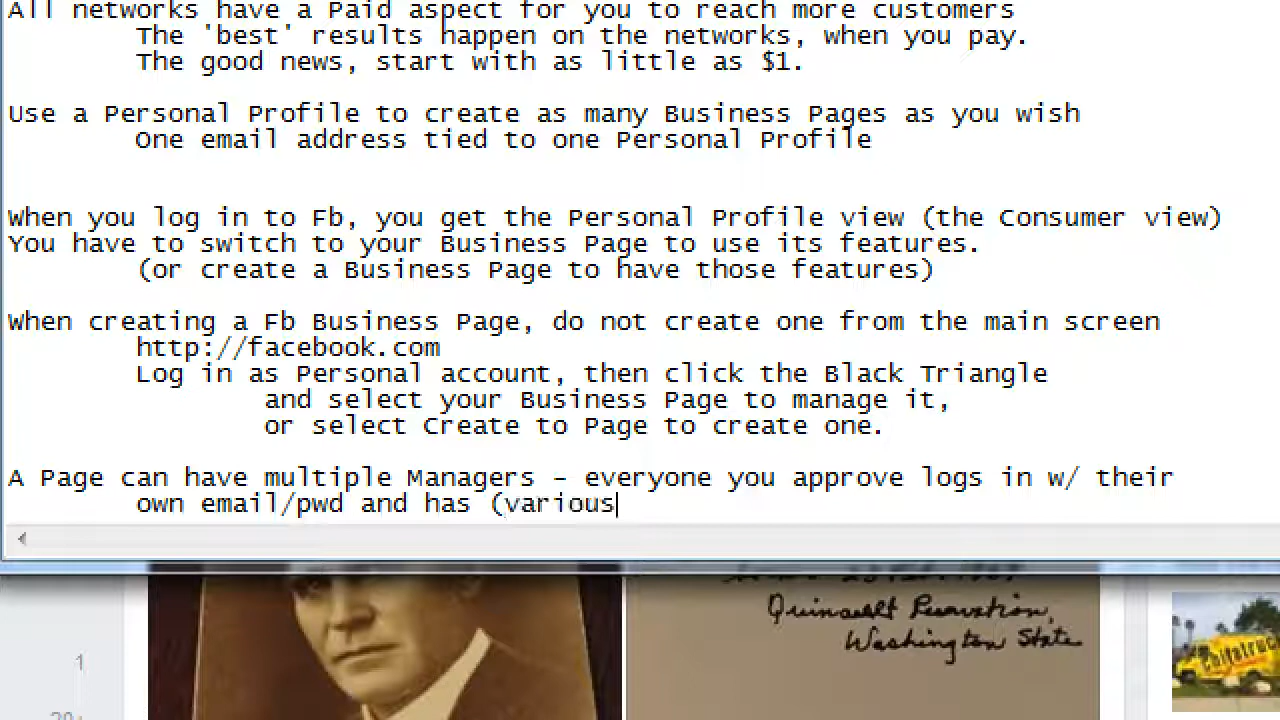 All networks have a Paid aspect for you to reach more customers
The 'best' results happen on the networks, when you pay.
The good news, start with as little as $1.
Use a Personal Profile to create as many Business Pages as you wish
One email address tied to one Personal Profile
When you log in to Fb, you get the Personal Profile view (the Consumer view)
You have to switch to your Business Page to use its features.
(or create a Business Page to have those features)
When creating a Fb Business Page, do not create one from the main screen
http://facebook.com
Log in as Personal account, then click the Black Triangle
and select your Business Page to manage it,
or select Create to Page to create one.
A Page can have multiple Managers – everyone you approve logs in w/ their
own email/pwd and has (various
Quinault Reservation,
Washington State
1